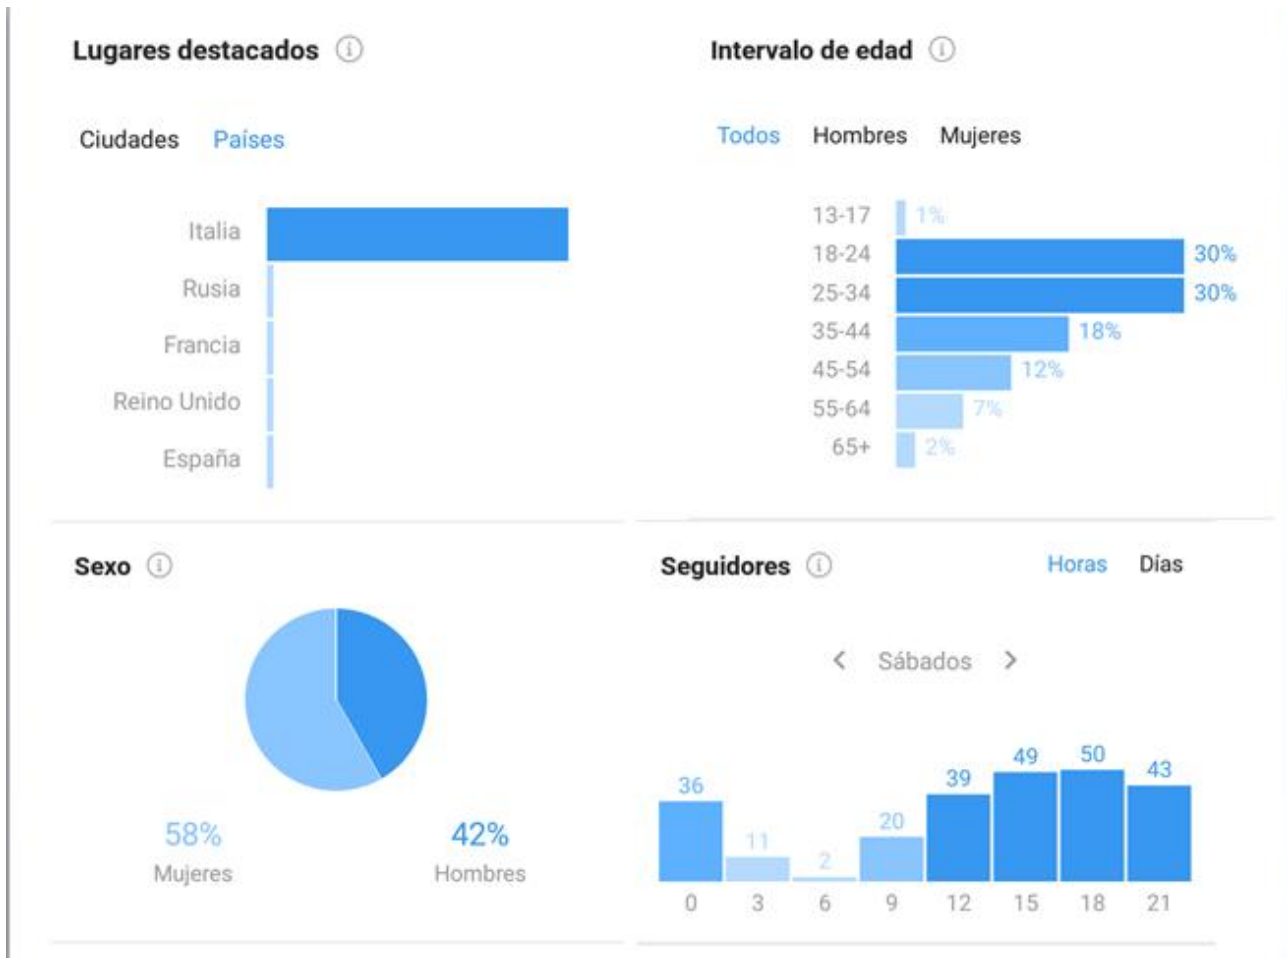 Lugares destacados
Ciudades Países
Italia
Rusia
Francia
Reino Unido
España
Intervalo de edad
Todos Hombres Mujeres
13-17 1%
18-24 30%
25-34 30%
35-44 18%
45-54 12%
55-64 7%
65+ 2%
Sexo
58% 42%
Mujeres Hombres
Seguidores Horas Días
< Sábados >
36 11 2 20 39 49 50 43
0 3 6 9 12 15 18 21